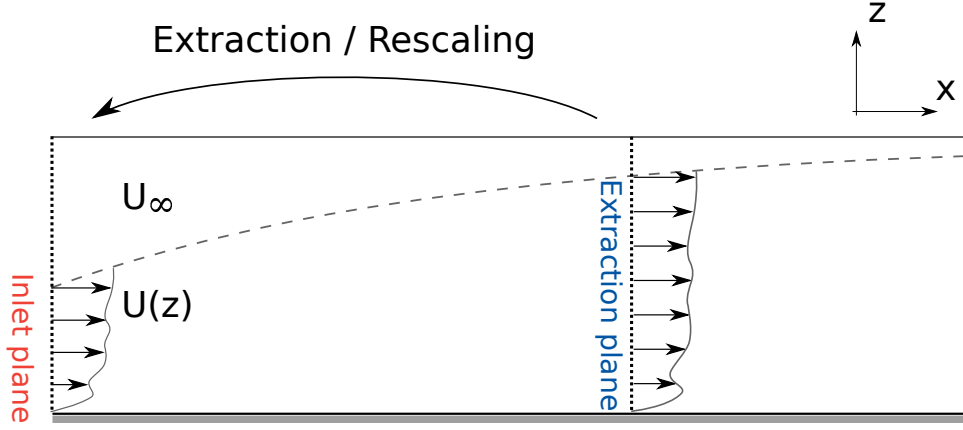 z
Extraction / Rescaling
x
U∞
U(z)
Inlet plane
Extraction plane